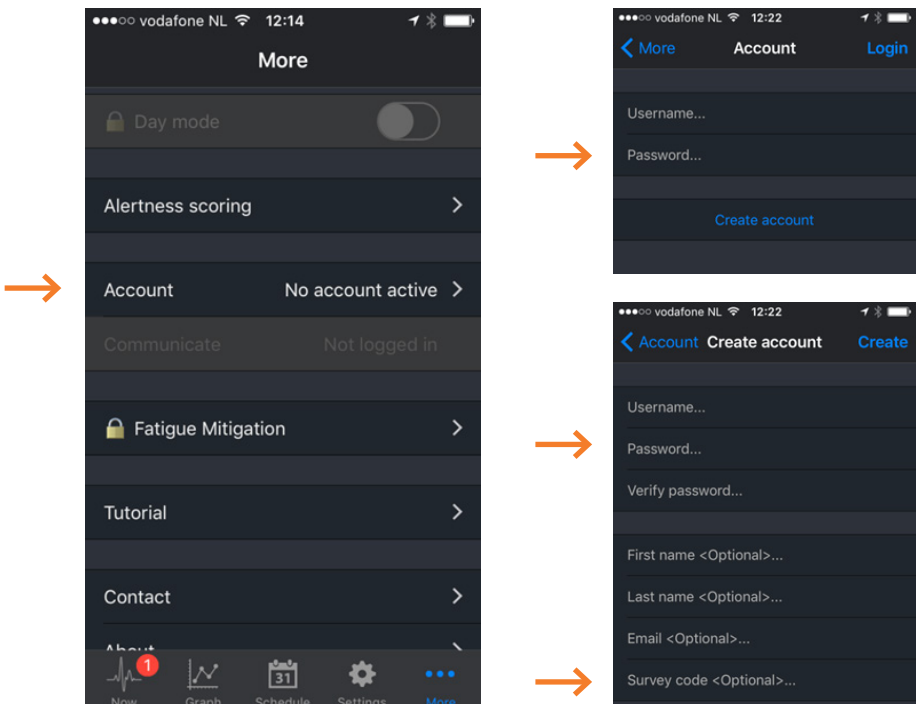 vodafone NL 12:14
More
Day mode
Alertness scoring
Account No account active
Communicate Not logged in
Fatigue Mitigation
Tutorial
Contact
About
1
31
Now Graph Schedule Settings More
vodafone NL 12:22
More Account Login
Username...
Password...
Create account
vodafone NL 12:22
Account Create account Create
Username...
Password...
Verify password...
First name <Optional>...
Last name <Optional>...
Email <Optional>...
Survey code <Optional>...